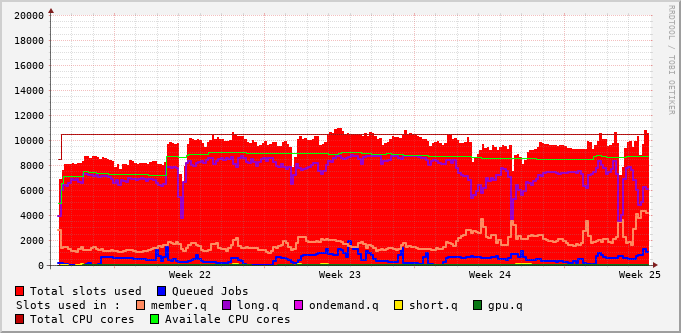 20000
18000
16000
14000
12000
10000
8000
6000
4000
2000
0
Week 22 Week 23 Week 24 Week 25
RRDTOOL / TOBI OETIKER
Total slots used Queued Jobs
Slots used in : member.q long.q ondemand.q short.q gpu.q
Total CPU cores Availale CPU cores